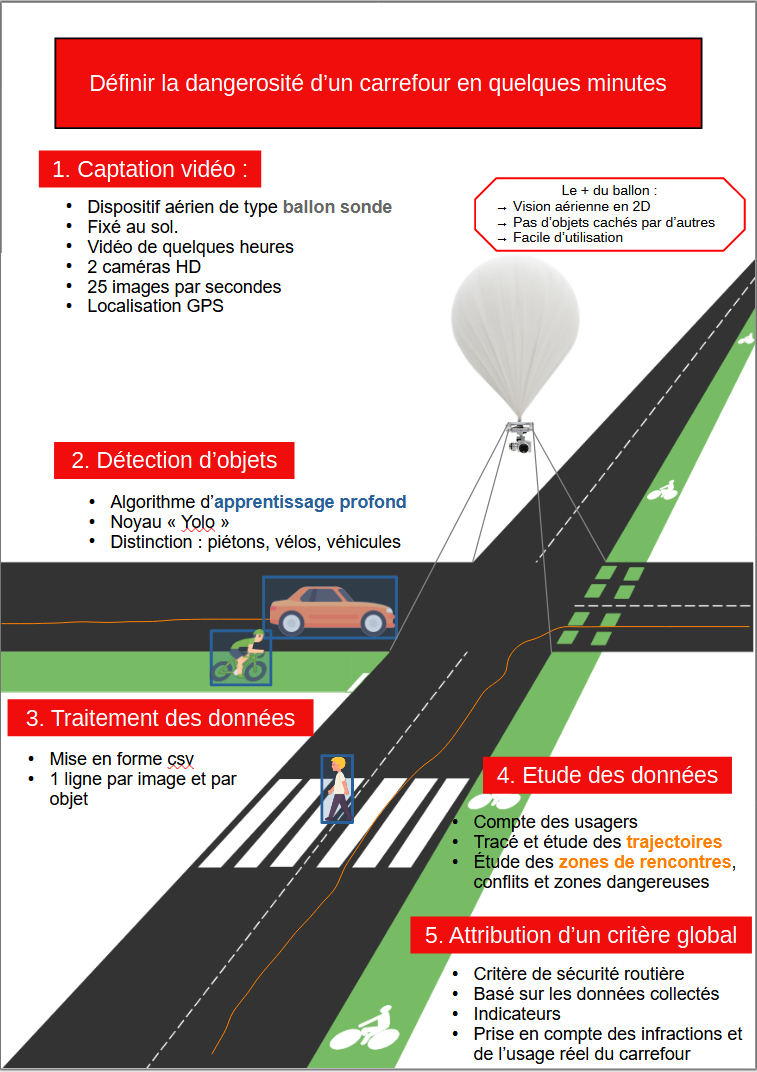 Définir la dangerosité d'un carrefour en quelques minutes
1. Captation vidéo :
• Dispositif aérien de type ballon sonde
• Fixé au sol.
• Vidéo de quelques heures
• 2 caméras HD
• 25 images par secondes
• Localisation GPS
Le + du ballon :
→ Vision aérienne en 2D
→ Pas d'objets cachés par d'autres
→ Facile d'utilisation
2. Détection d'objets
• Algorithme d'apprentissage profond
• Noyau « Yolo »
• Distinction : piétons, vélos, véhicules
3. Traitement des données
• Mise en forme csv
• 1 ligne par image et par
objet
4. Etude des données
• Compte des usagers
• Tracé et étude des trajectoires
• Étude des zones de rencontres,
conflits et zones dangereuses
5. Attribution d'un critère global
• Critère de sécurité routière
• Basé sur les données collectés
• Indicateurs
• Prise en compte des infractions et
de l'usage réel du carrefour